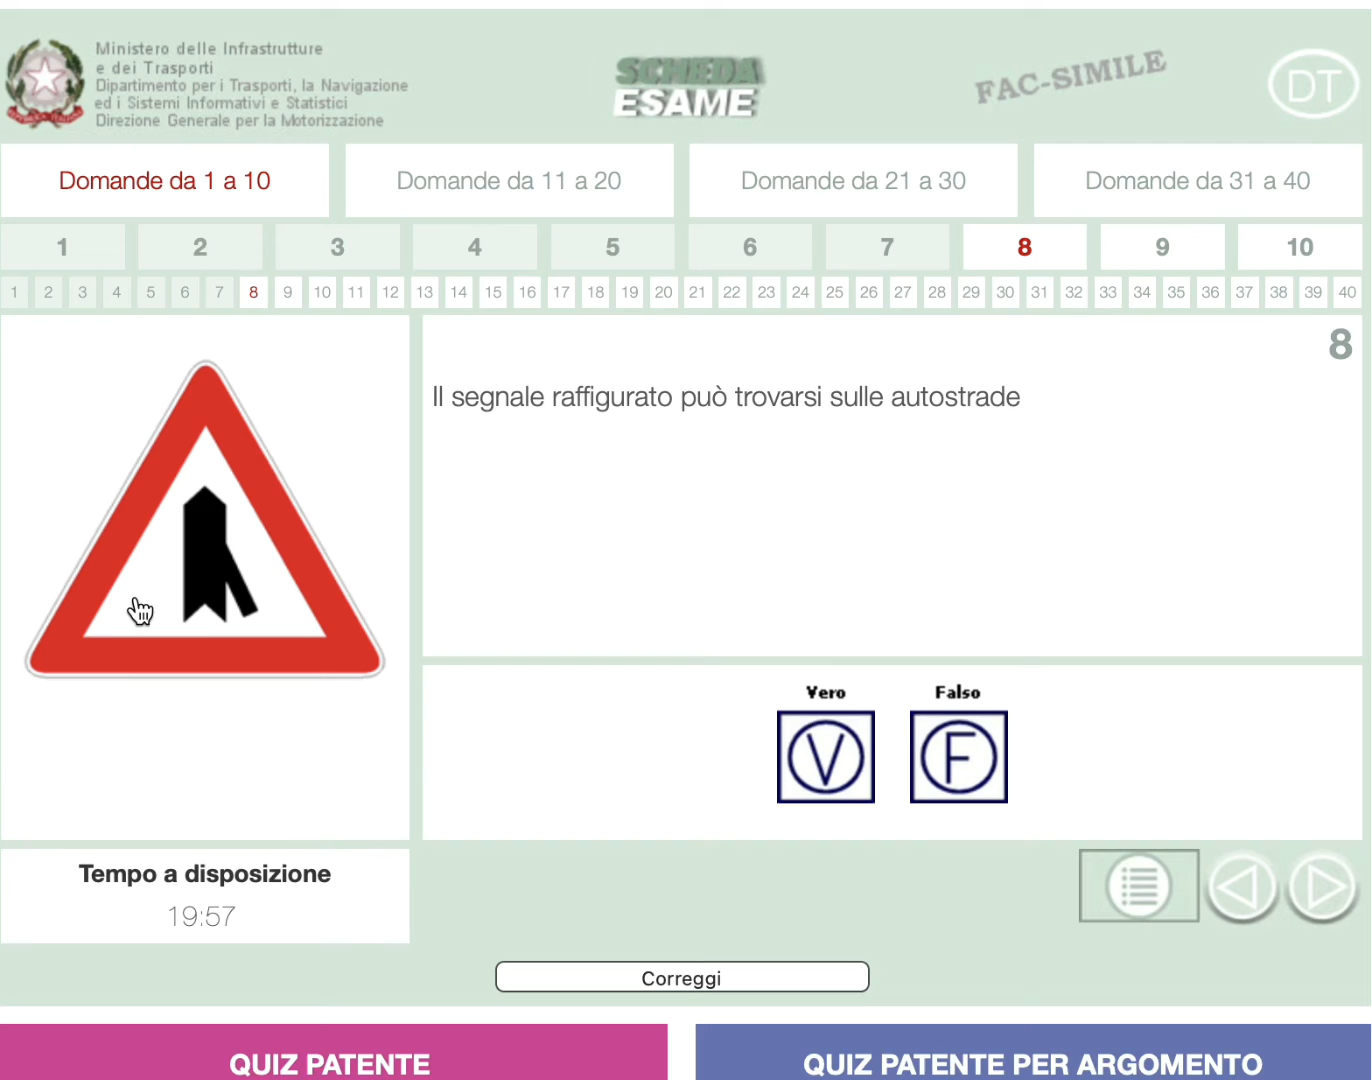 Ministero delle Infrastrutture
e dei Trasporti
Dipartimento per i Trasporti, la Navigazione
ed i Sistemi Informativi e Statistici
Direzione Generale per la Motorizzazione
SCHEDA
ESAME
FAC-SIMILE
DT
Domande da 1 a 10
Domande da 11 a 20
Domande da 21 a 30
Domande da 31 a 40
1 2 3 4 5 6 7 8 9 10
1 2 3 4 5 6 7 8 9 10 11 12 13 14 15 16 17 18 19 20 21 22 23 24 25 26 27 28 29 30 31 32 33 34 35 36 37 38 39 40
8
Il segnale raffigurato può trovarsi sulle autostrade
Vero Falso
V F
Tempo a disposizione
19:57
Correggi
QUIZ PATENTE
QUIZ PATENTE PER ARGOMENTO